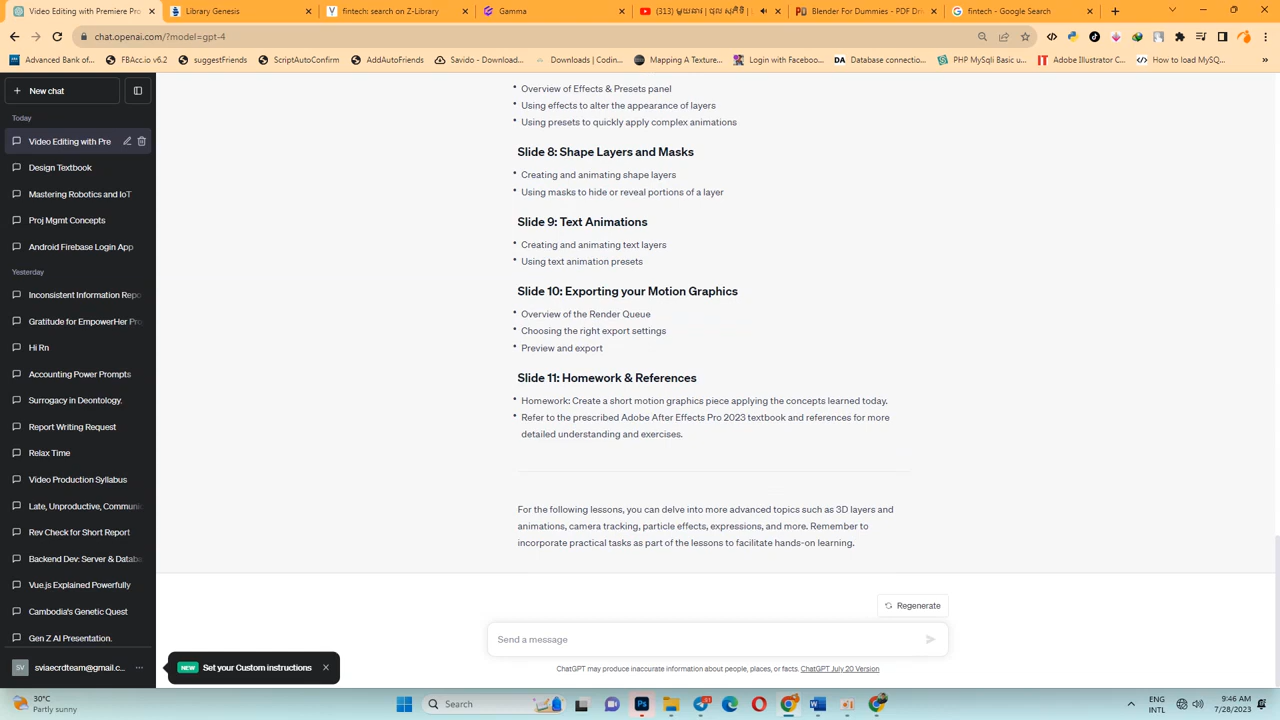 Video Editing with Premiere Pro
Library Genesis
fintech: search on Z-Library
Gamma
Blender For Dummies - PDF Dri
fintech - Google Search
chat.openai.com/?model=gpt-4
Advanced Bank of...
FBAcc.io v6.2
suggestFriends
ScriptAutoConfirm
AddAutoFriends
Savido - Download...
Downloads | Codin...
Mapping A Texture...
Login with Faceboo...
DA
Database connectio...
PHP MySqli Basic u...
Adobe Illustrator C...
How to load MySQ...
New chat
Today
Video Editing with Pre
Design Textbook
Mastering Robotics and IoT
Proj Mgmt Concepts
Android Firebase Login App
Yesterday
Inconsistent Information Repo
Gratitude for EmpowerHer Pro
Hi Rn
Accounting Power Prompts
Surrogacy in Deontology.
Report Writing Request
Relax Time
Video Production Syllabus
Late, Unproductive, Communic
Rev Check for Short Report
Backend Dev: Server & Databa
Vue.js Explained Powerfully
Cambodia's Genetic Quest
Gen Z AI Presentation.
SV sviaecrdteam@gmail.c...
NEW Set your Custom instructions
• Overview of Effects & Presets panel
• Using effects to alter the appearance of layers
• Using presets to quickly apply complex animations
Slide 8: Shape Layers and Masks
• Creating and animating shape layers
• Using masks to hide or reveal portions of a layer
Slide 9: Text Animations
• Creating and animating text layers
• Using text animation presets
Slide 10: Exporting your Motion Graphics
• Overview of the Render Queue
• Choosing the right export settings
• Preview and export
Slide 11: Homework & References
• Homework: Create a short motion graphics piece applying the concepts learned today.
• Refer to the prescribed Adobe After Effects Pro 2023 textbook and references for more
detailed understanding and exercises.
For the following lessons, you can delve into more advanced topics such as 3D layers and
animations, camera tracking, particle effects, expressions, and more. Remember to
incorporate practical tasks as part of the lessons to facilitate hands-on learning.
Regenerate
Send a message
ChatGPT may produce inaccurate information about people, places, or facts. ChatGPT July 20 Version
30°C
Partly sunny
Search
ENG
INTL
9:46 AM
7/28/2023